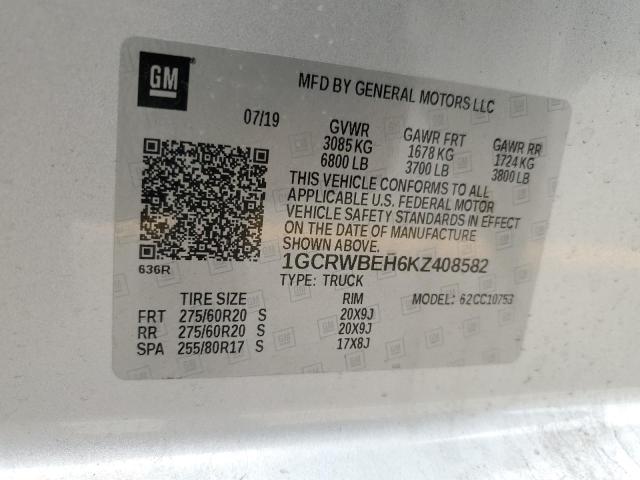 GM
MFD BY GENERAL MOTORS LLC
07/19 GVWR GAWR FRT GAWR RR
3085 KG 1678 KG 1724 KG
6800 LB 3700 LB 3800 LB
THIS VEHICLE CONFORMS TO ALL
APPLICABLE U.S. FEDERAL MOTOR
VEHICLE SAFETY STANDARDS IN EFFECT
ON THE DATE OF MANUFACTURE
SHOWN ABOVE.
636R 1GCRWBEH6KZ408582
TYPE: TRUCK MODEL: 62CC10753
TIRE SIZE RIM
FRT 275/60R20 S 20X9J
RR 275/60R20 S 20X9J
SPA 255/80R17 S 17X8J